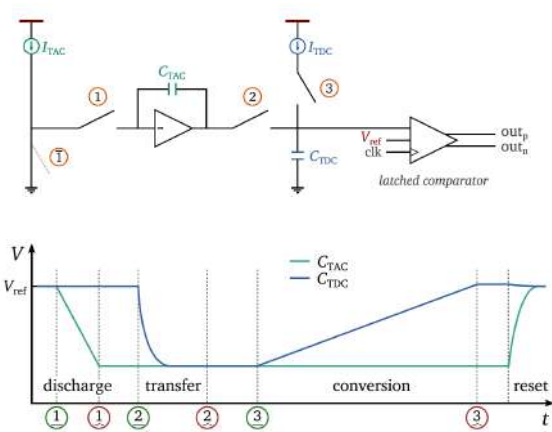 I_TAC
I_TDC
C_TAC
①
②
③
①̅
V_ref
clk
out_p
out_n
C_TDC
latched comparator
V
C_TAC
C_TDC
V_ref
discharge
transfer
conversion
reset
① ① ② ② ③ ③ t